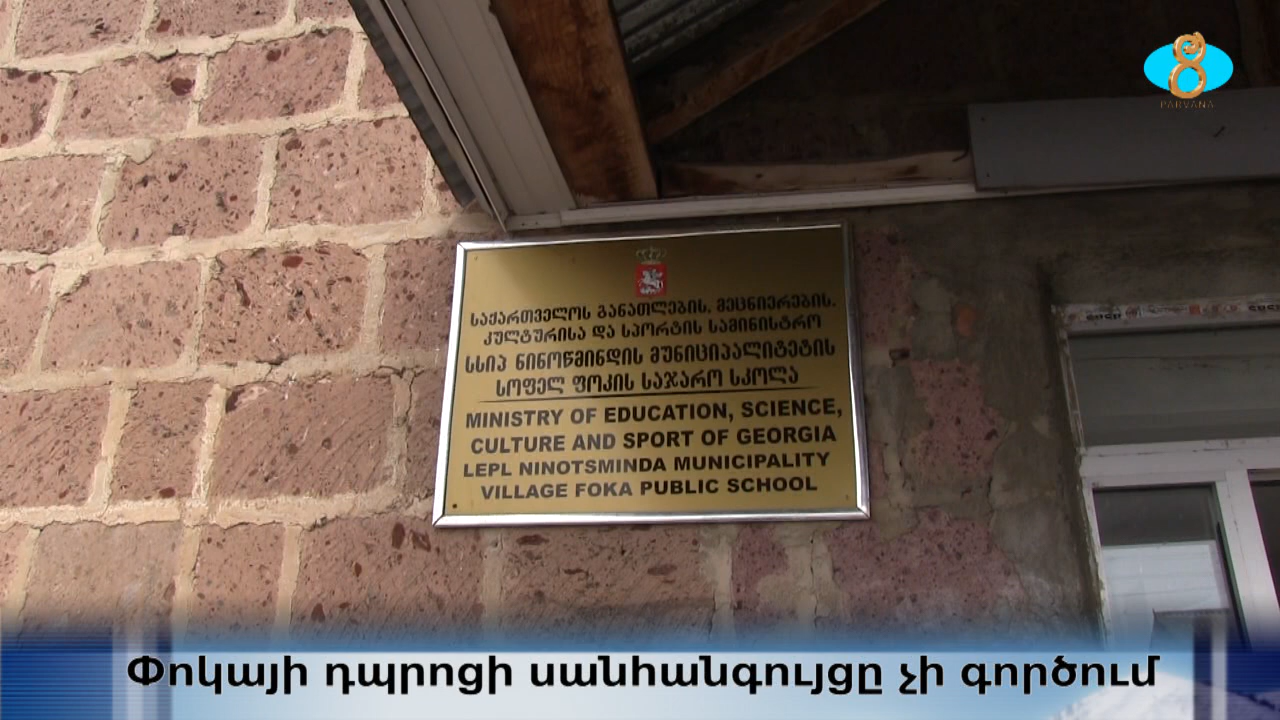 PARVANA
საქართველოს განათლების, მეცნიერების,
კულტურისა და სპორტის სამინისტრო
სსიპ ნინოწმინდის მუნიციპალიტეტის
სოფელ ფოკის საჯარო სკოლა
MINISTRY OF EDUCATION, SCIENCE,
CULTURE AND SPORT OF GEORGIA
LEPL NINOTSMINDA MUNICIPALITY
VILLAGE FOKA PUBLIC SCHOOL
Փոկայի դպրոցի սանհանգույցը չի գործում